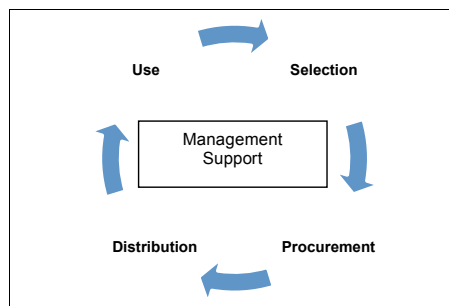 Use
Selection
Management
Support
Distribution
Procurement